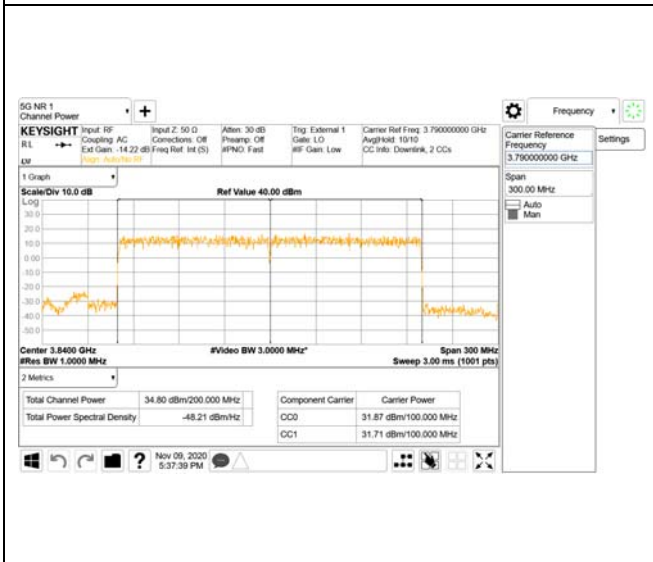 5G NR 1
Channel Power
Frequency
KEYSIGHT
RL
Input: RF
Coupling: AC
Ext Gain: -14.22 dB
Align: Auto/No RF
Input Z: 50 Ω
Corrections: Off
Freq Ref: Int (S)
Atten: 30 dB
Preamp: Off
#PNO: Fast
Trig: External 1
Gate: LO
#IF Gain: Low
Carrier Ref Freq: 3.790000000 GHz
Avg|Hold: 10/10
CC Info: Downlink, 2 CCs
Carrier Reference
Frequency
3.790000000 GHz
Settings
Span
300.00 MHz
Auto
Man
1 Graph
Scale/Div 10.0 dB
Ref Value 40.00 dBm
Log
30.0
20.0
10.0
0.00
-10.0
-20.0
-30.0
-40.0
-50.0
Center 3.8400 GHz
#Video BW 3.0000 MHz*
Span 300 MHz
#Res BW 1.0000 MHz
Sweep 3.00 ms (1001 pts)
2 Metrics
Total Channel Power 34.80 dBm/200.000 MHz
Total Power Spectral Density -48.21 dBm/Hz
Component Carrier Carrier Power
CC0 31.87 dBm/100.000 MHz
CC1 31.71 dBm/100.000 MHz
Nov 09, 2020
5:37:39 PM